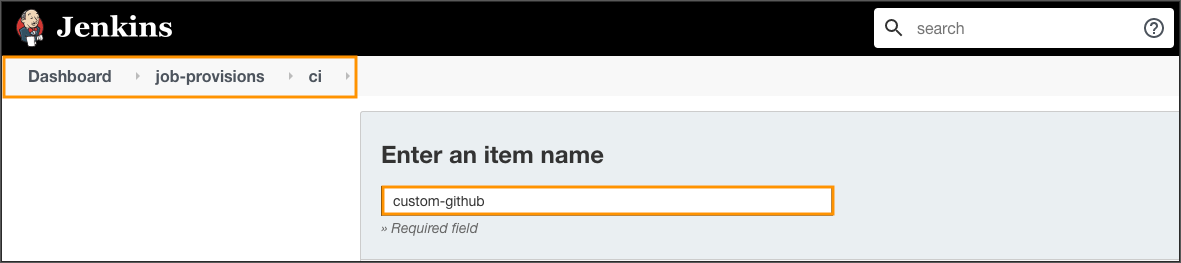 Jenkins
search
Dashboard job-provisions ci
Enter an item name
custom-github
» Required field